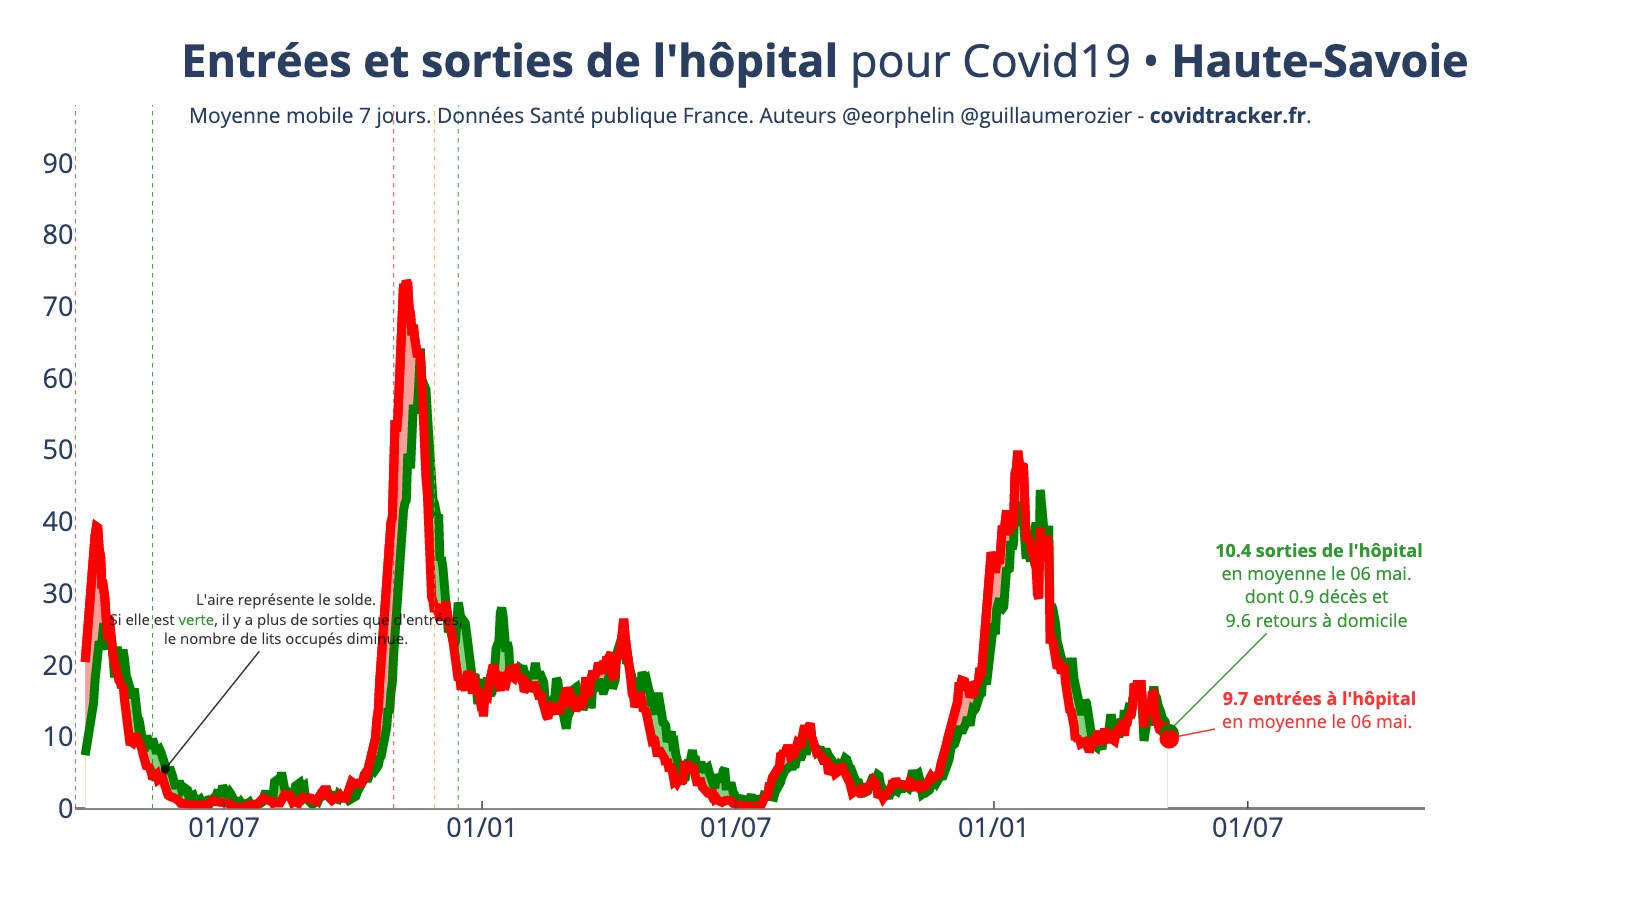 Entrées et sorties de l'hôpital pour Covid19 • Haute-Savoie
Moyenne mobile 7 jours. Données Santé publique France. Auteurs @eorphelin @guillaumerozier - covidtracker.fr.
90
80
70
60
50
40
30
20
10
0
L'aire représente le solde.
Si elle est verte, il y a plus de sorties que d'entrées,
le nombre de lits occupés diminue.
10.4 sorties de l'hôpital
en moyenne le 06 mai.
dont 0.9 décès et
9.6 retours à domicile
9.7 entrées à l'hôpital
en moyenne le 06 mai.
01/07
01/01
01/07
01/01
01/07